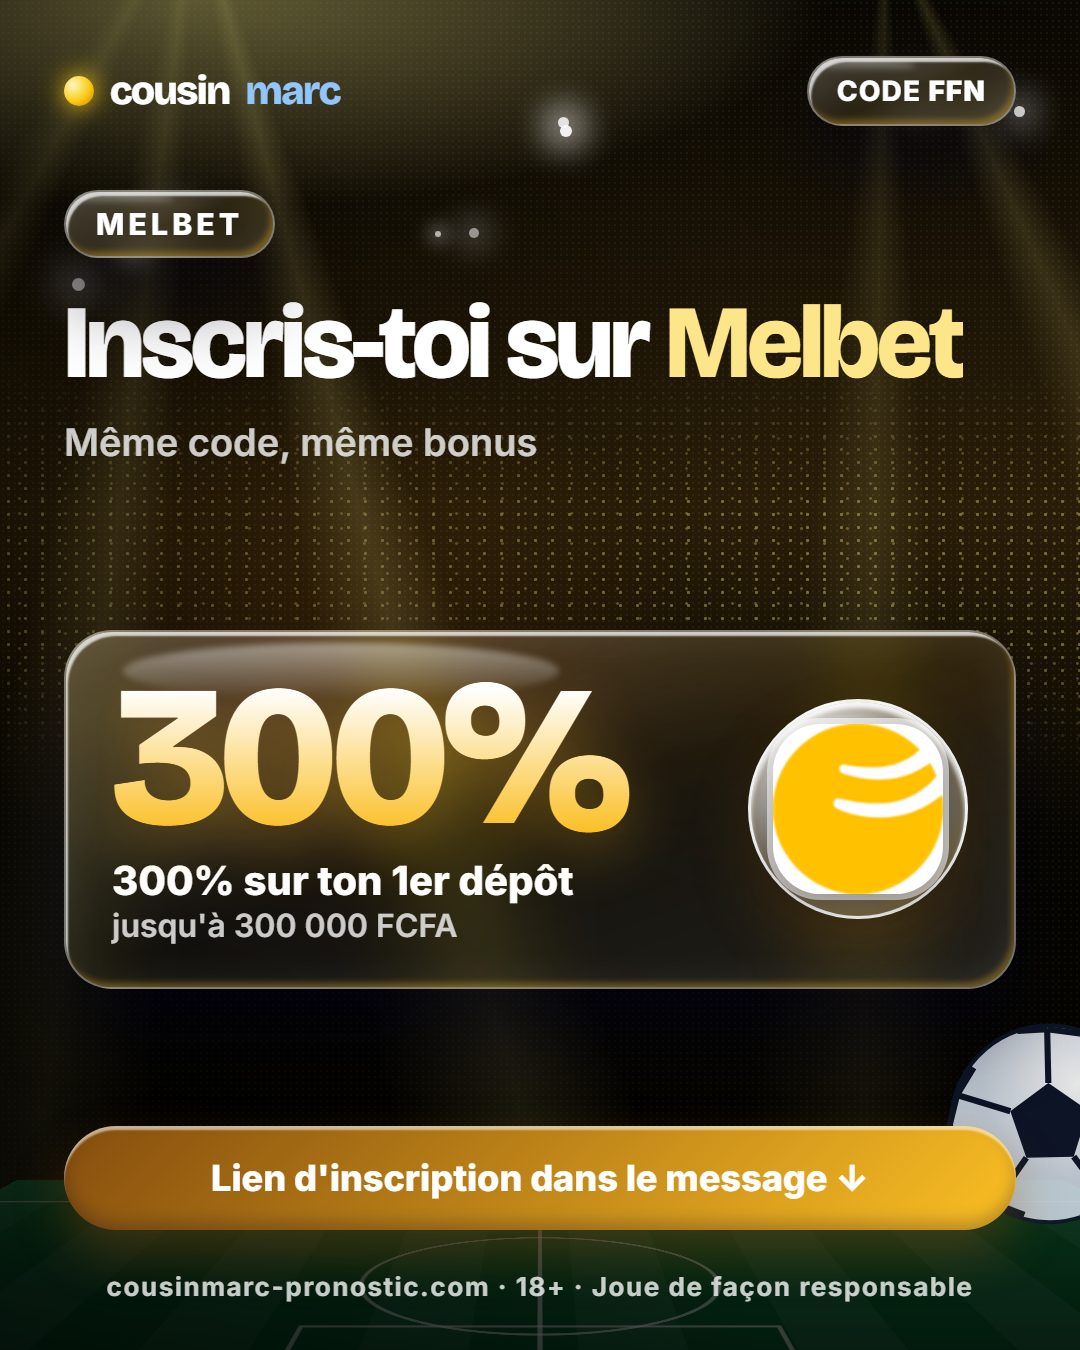 cousin marc
CODE FFN
MELBET
Inscris-toi sur Melbet
Même code, même bonus
300%
300% sur ton 1er dépôt
jusqu'à 300 000 FCFA
Lien d'inscription dans le message ↓
cousinmarc-pronostic.com · 18+ · Joue de façon responsable